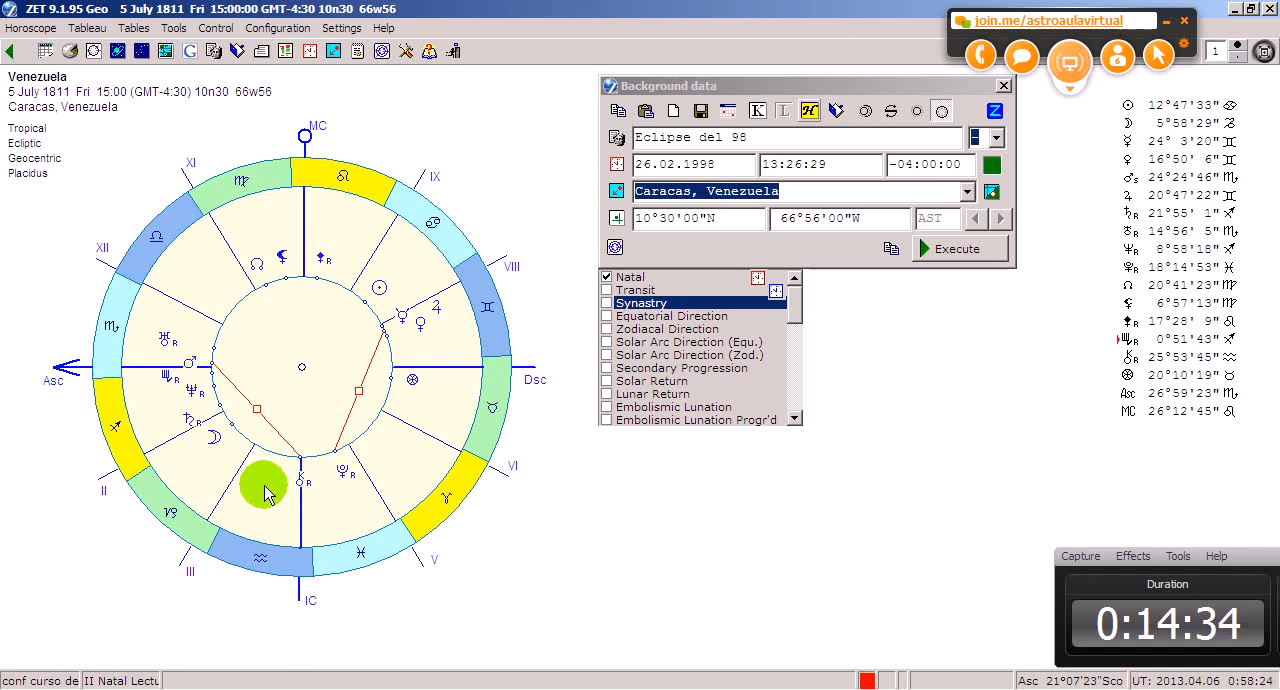 ZET 9.1.95 Geo    5 July 1811  Fri  15:00:00 GMT-4:30 10n30  66w56
Horoscope Tableau Tables Tools Control Configuration Settings Help
join.me/astroaulavirtual
6
1
Venezuela
5 July 1811  Fri  15:00 (GMT-4:30) 10n30  66w56
Caracas, Venezuela
Tropical
Ecliptic
Geocentric
Placidus
MC
XI
IX
XII
VIII
Asc
Dsc
II
VI
III
V
IC
R
R
R
R
R
R
Background data
K L H Z
Eclipse del 98
26.02.1998 13:26:29 -04:00:00
Caracas, Venezuela
10°30'00"N 66°56'00"W AST
Execute
Natal
Transit
Synastry
Equatorial Direction
Zodiacal Direction
Solar Arc Direction (Equ.)
Solar Arc Direction (Zod.)
Secondary Progression
Solar Return
Lunar Return
Embolismic Lunation
Embolismic Lunation Progr'd
☉ 12°47'33" ♋
☽ 5°58'29" ♑
☿ 24° 3'20" ♊
♀ 16°50' 6" ♊
♂s 24°24'46" ♏
♃ 20°47'22" ♊
♄R 21°55' 1" ♐
♅R 14°56' 5" ♏
♆R 8°58'18" ♐
R 18°14'53" ♓
☊ 20°41'23" ♍
⚸ 6°57'13" ♍
R 17°28' 9" ♌
R 0°51'43" ♐
⚷R 25°53'45" ♒
⊗ 20°10'19" ♉
Asc 26°59'23" ♏
MC 26°12'45" ♌
Capture Effects Tools Help
Duration
0:14:34
conf curso de II Natal Lectu Asc 21°07'23"Sco UT: 2013.04.06 0:58:24